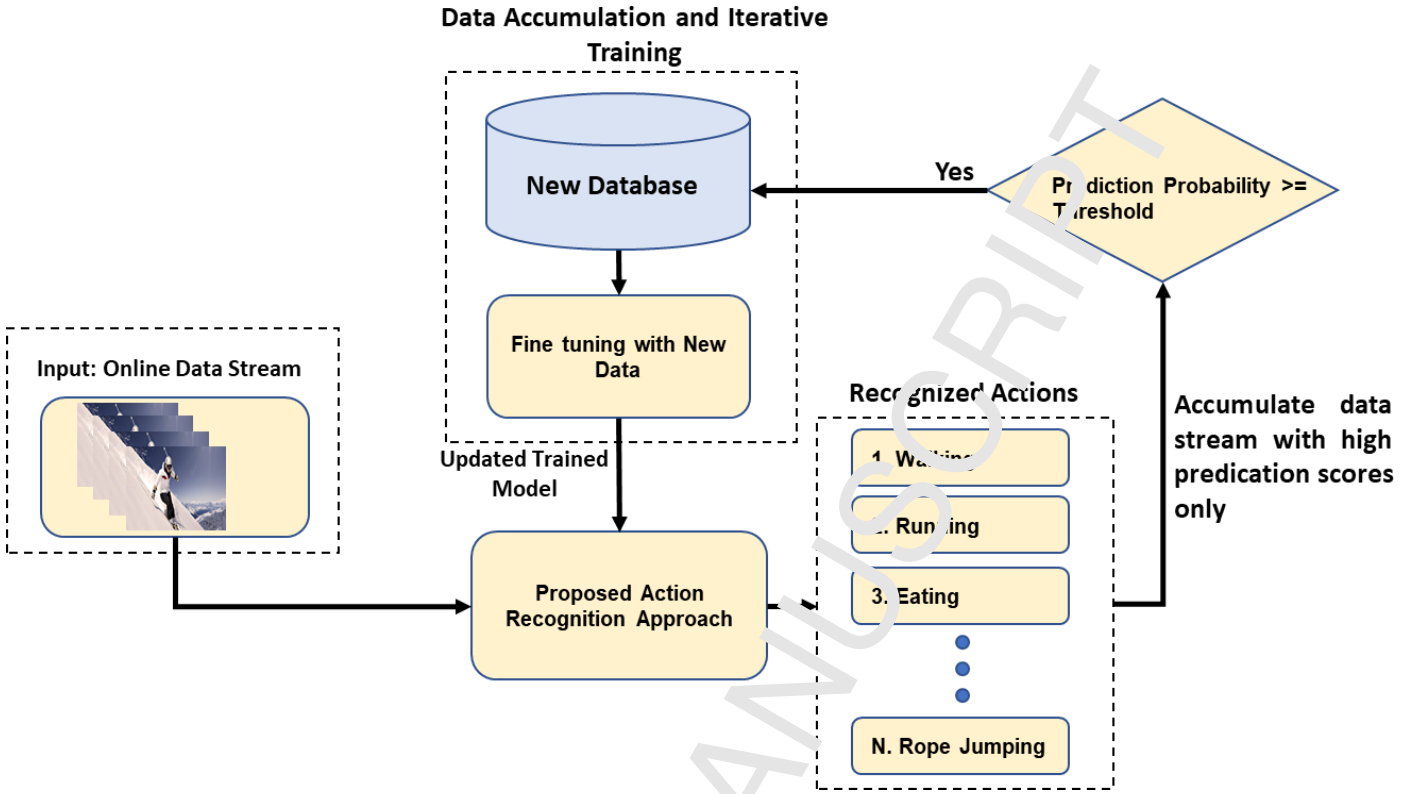 Data Accumulation and Iterative
Training
New Database
Yes
Prediction Probability >=
Threshold
Fine tuning with New
Data
Input: Online Data Stream
Updated Trained
Model
Recognized Actions
1. Walking
2. Running
3. Eating
N. Rope Jumping
Accumulate data
stream with high
predication scores
only
Proposed Action
Recognition Approach
ANUSCRIPT